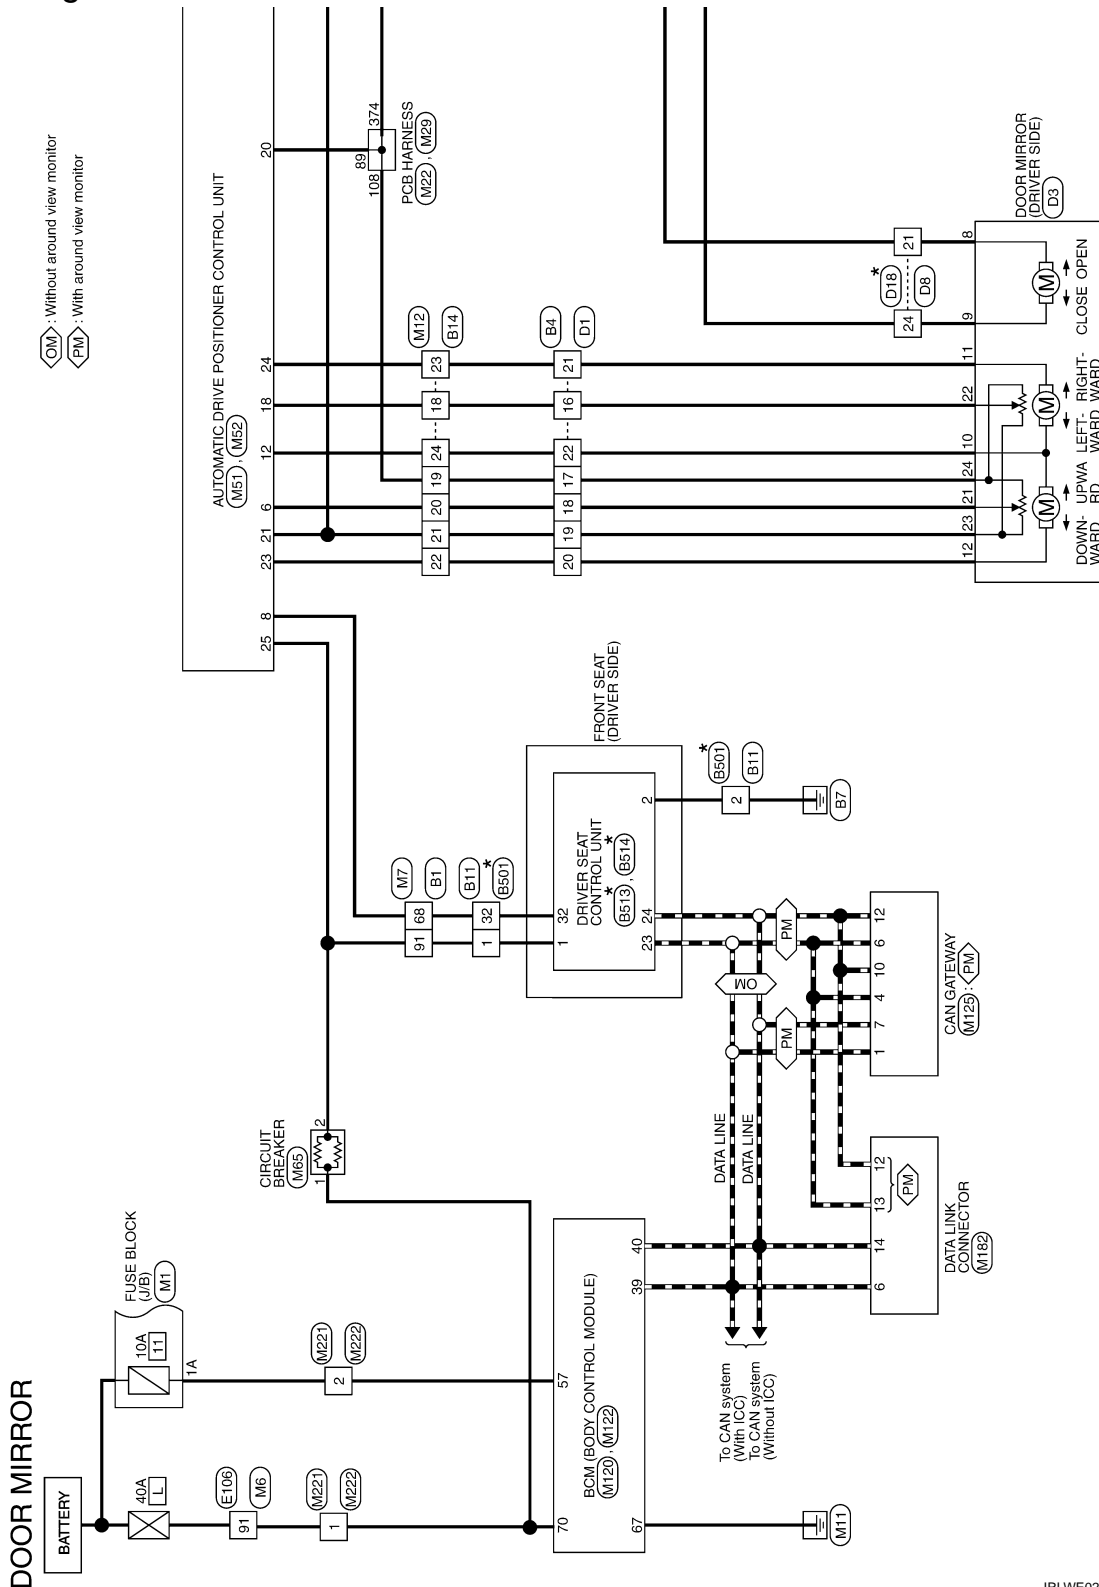 DOOR MIRROR
BATTERY
40A
L
E106
M6
91
M221
M222
1
10A
11
FUSE BLOCK
(J/B)
M1
1A
M221
M222
2
70
57
BCM (BODY CONTROL MODULE)
M120, M122
67
39
40
M11
CIRCUIT
BREAKER
M65
1
2
To CAN system
(With ICC)
To CAN system
(Without ICC)
DATA LINE
DATA LINE
6
14
13
12
PM
DATA LINK
CONNECTOR
M182
1
7
4
10
6
12
CAN GATEWAY
M125 : PM
PM
OM
PM
M7
B1
91
68
B11
* B501
1
32
1
32
DRIVER SEAT
CONTROL UNIT
* B513, * B514
23
24
2
FRONT SEAT
(DRIVER SIDE)
* B501
B11
2
B7
OM : Without around view monitor
PM : With around view monitor
AUTOMATIC DRIVE POSITIONER CONTROL UNIT
M51, M52
25
8
23
21
6
12
18
24
20
108
89
374
PCB HARNESS
M22, M29
M12
B14
22
21
20
19
24
18
23
B4
D1
20
19
18
17
22
16
21
* D18
D8
24
21
12
23
21
24
10
22
11
9
8
M
M
M
DOWN-
WARD
UPWA
RD
LEFT-
WARD
RIGHT-
WARD
CLOSE
OPEN
DOOR MIRROR
(DRIVER SIDE)
D3